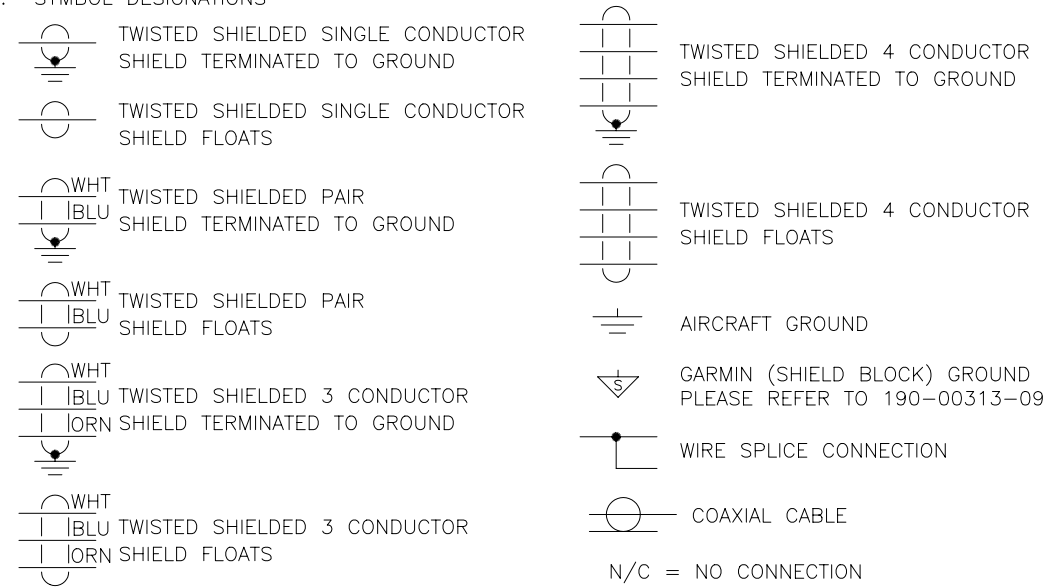 SYMBOL DESIGNATIONS
TWISTED SHIELDED SINGLE CONDUCTOR
SHIELD TERMINATED TO GROUND
TWISTED SHIELDED SINGLE CONDUCTOR
SHIELD FLOATS
WHT
BLU
TWISTED SHIELDED PAIR
SHIELD TERMINATED TO GROUND
WHT
BLU
TWISTED SHIELDED PAIR
SHIELD FLOATS
WHT
BLU TWISTED SHIELDED 3 CONDUCTOR
ORN SHIELD TERMINATED TO GROUND
WHT
BLU TWISTED SHIELDED 3 CONDUCTOR
ORN SHIELD FLOATS
TWISTED SHIELDED 4 CONDUCTOR
SHIELD TERMINATED TO GROUND
TWISTED SHIELDED 4 CONDUCTOR
SHIELD FLOATS
AIRCRAFT GROUND
S
GARMIN (SHIELD BLOCK) GROUND
PLEASE REFER TO 190-00313-09
WIRE SPLICE CONNECTION
COAXIAL CABLE
N/C = NO CONNECTION